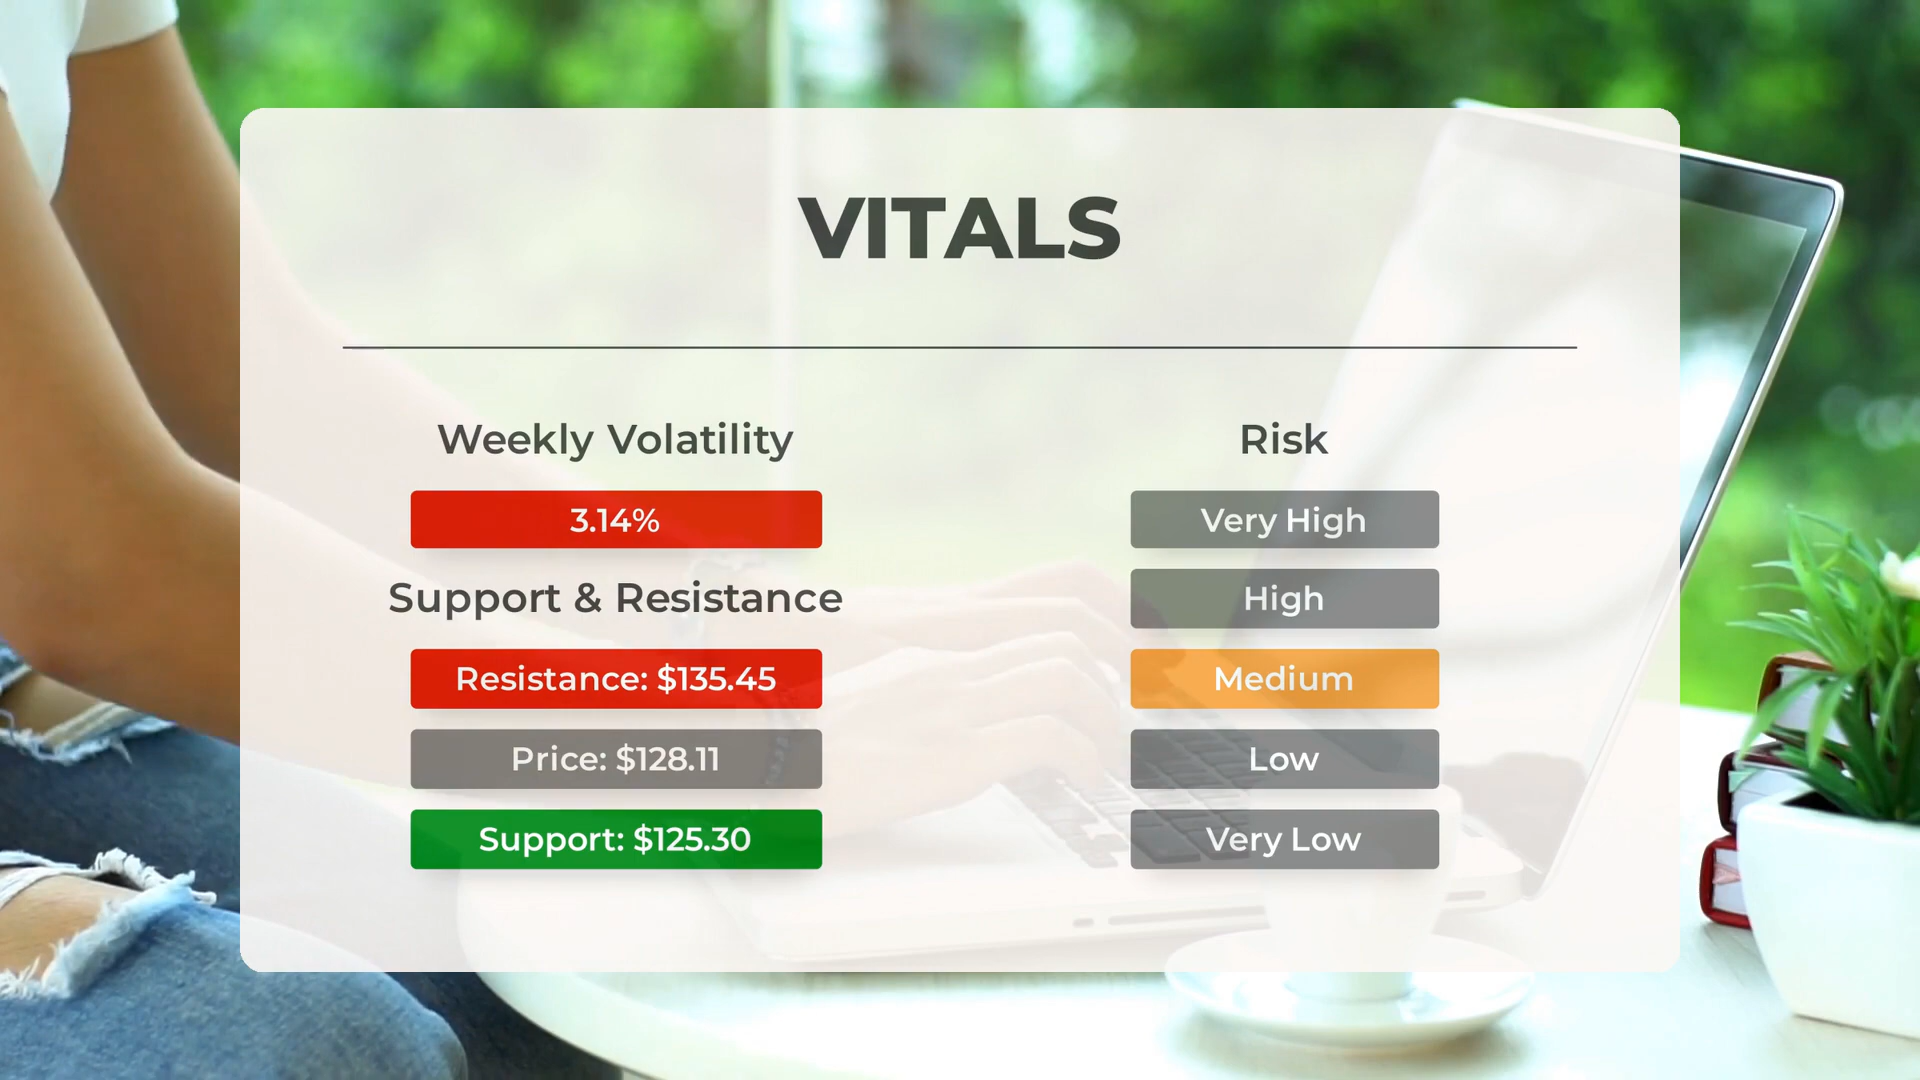 VITALS
Weekly Volatility
3.14%
Support & Resistance
Resistance: $135.45
Price: $128.11
Support: $125.30
Risk
Very High
High
Medium
Low
Very Low